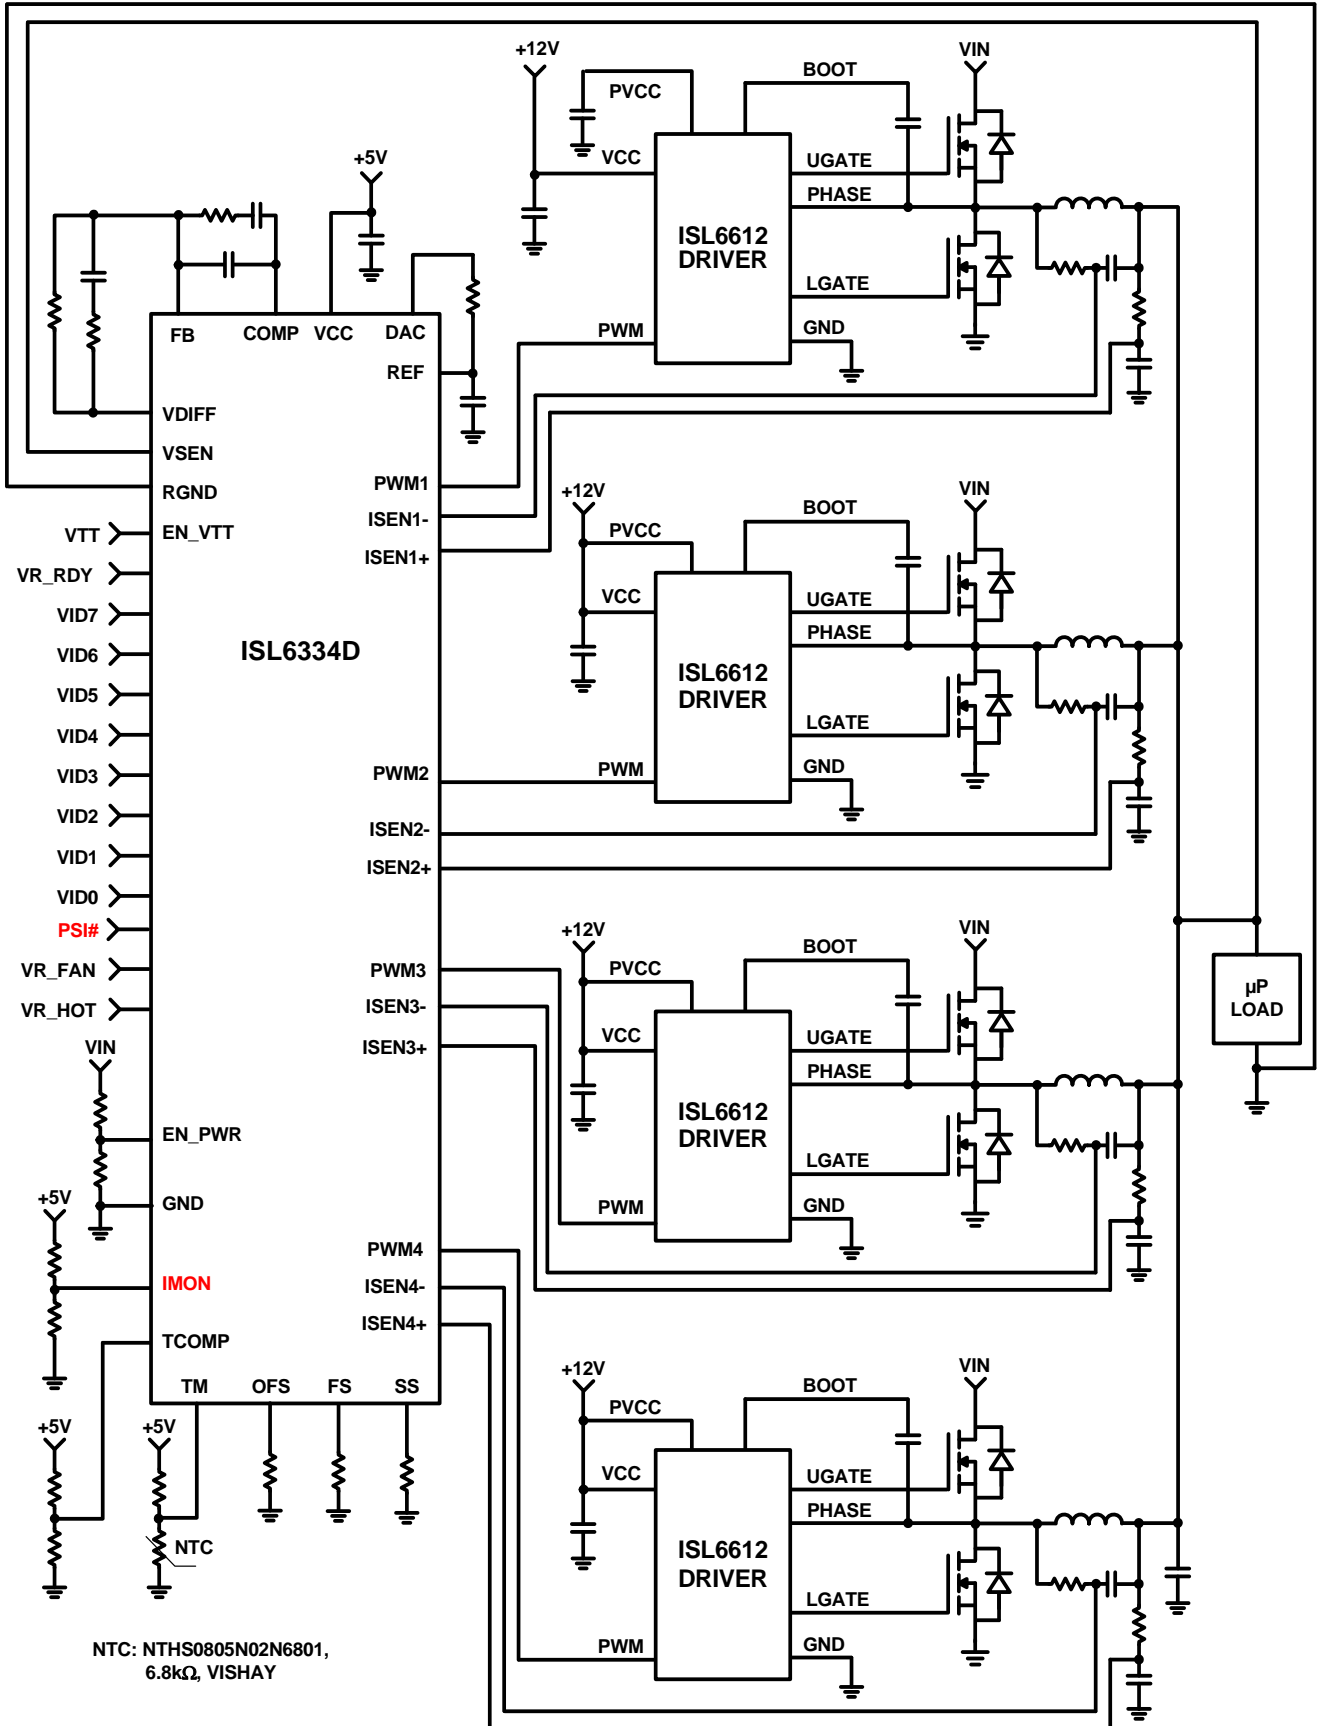 +12V
PVCC
BOOT
VIN
VCC
UGATE
PHASE
ISL6612
DRIVER
LGATE
GND
PWM
+5V
FB
COMP
VCC
DAC
REF
VDIFF
VSEN
RGND
EN_VTT
VTT
VR_RDY
VID7
VID6
VID5
VID4
VID3
VID2
VID1
VID0
PSI#
VR_FAN
VR_HOT
VIN
EN_PWR
GND
+5V
IMON
TCOMP
TM
OFS
FS
SS
ISL6334D
PWM1
ISEN1-
ISEN1+
PWM2
ISEN2-
ISEN2+
PWM3
ISEN3-
ISEN3+
PWM4
ISEN4-
ISEN4+
+12V
PVCC
BOOT
VIN
VCC
UGATE
PHASE
ISL6612
DRIVER
LGATE
GND
PWM
+12V
PVCC
BOOT
VIN
VCC
UGATE
PHASE
ISL6612
DRIVER
LGATE
GND
PWM
µP
LOAD
+12V
PVCC
BOOT
VIN
VCC
UGATE
PHASE
ISL6612
DRIVER
LGATE
GND
PWM
+5V
+5V
NTC
NTC: NTHS0805N02N6801,
6.8kΩ, VISHAY